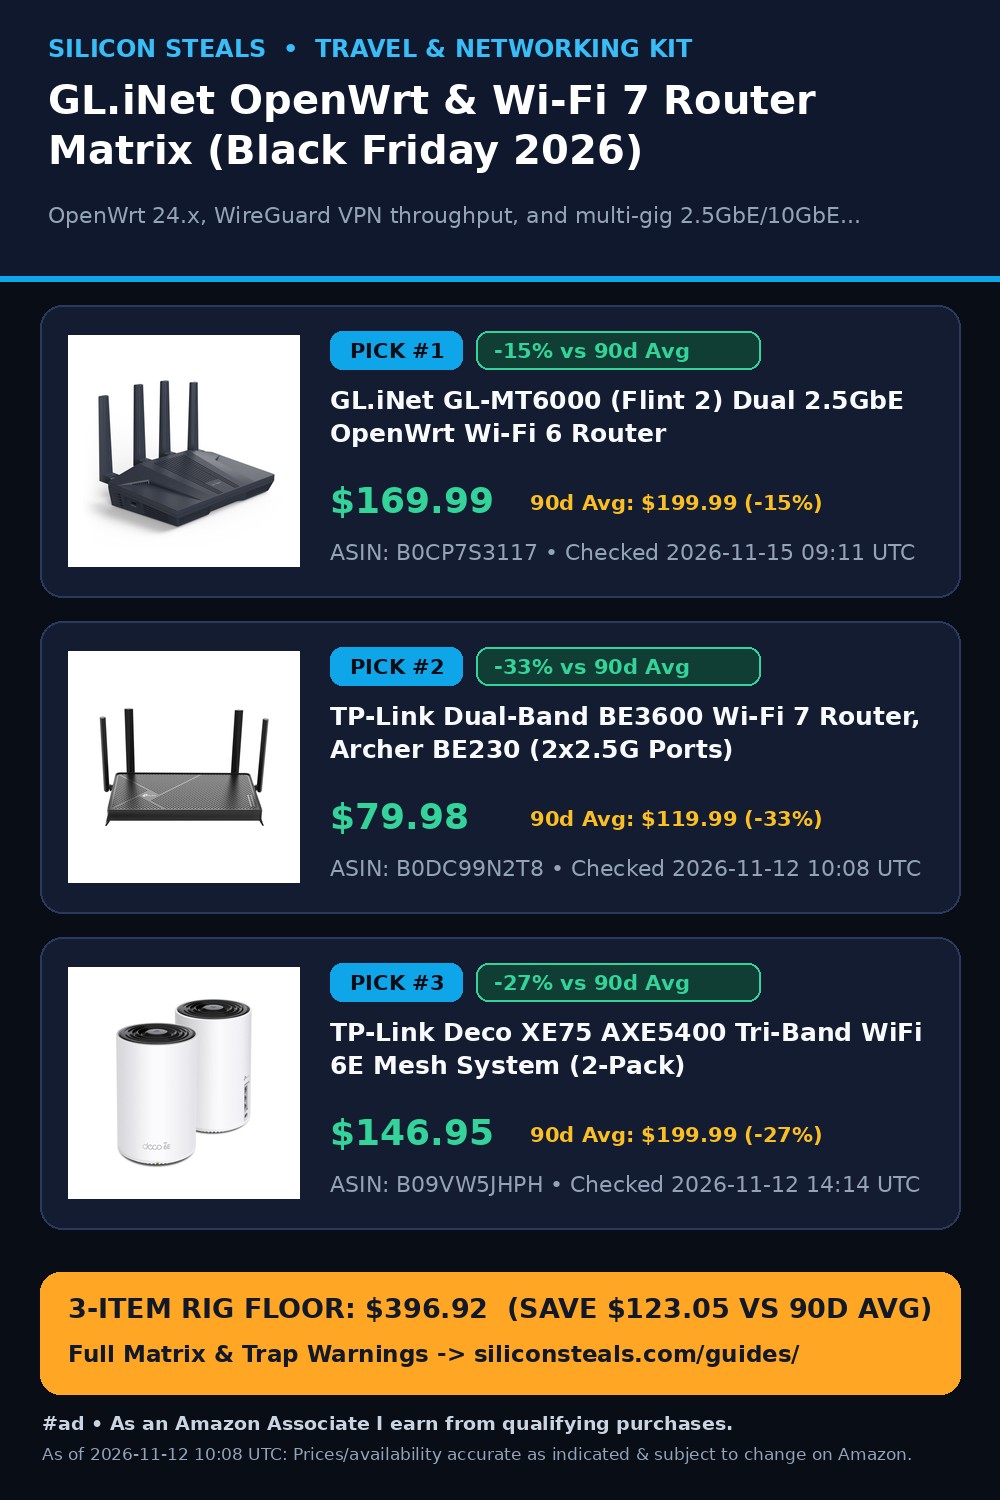 SILICON STEALS • TRAVEL & NETWORKING KIT
GL.iNet OpenWrt & Wi-Fi 7 Router
Matrix (Black Friday 2026)
OpenWrt 24.x, WireGuard VPN throughput, and multi-gig 2.5GbE/10GbE...
PICK #1
-15% vs 90d Avg
GL.iNet GL-MT6000 (Flint 2) Dual 2.5GbE
OpenWrt Wi-Fi 6 Router
$169.99
90d Avg: $199.99 (-15%)
ASIN: B0CP7S3117 • Checked 2026-11-15 09:11 UTC
PICK #2
-33% vs 90d Avg
TP-Link Dual-Band BE3600 Wi-Fi 7 Router,
Archer BE230 (2x2.5G Ports)
$79.98
90d Avg: $119.99 (-33%)
ASIN: B0DC99N2T8 • Checked 2026-11-12 10:08 UTC
PICK #3
-27% vs 90d Avg
TP-Link Deco XE75 AXE5400 Tri-Band WiFi
6E Mesh System (2-Pack)
deco 6E
$146.95
90d Avg: $199.99 (-27%)
ASIN: B09VW5JHPH • Checked 2026-11-12 14:14 UTC
3-ITEM RIG FLOOR: $396.92 (SAVE $123.05 VS 90D AVG)
Full Matrix & Trap Warnings -> siliconsteals.com/guides/
#ad • As an Amazon Associate I earn from qualifying purchases.
As of 2026-11-12 10:08 UTC: Prices/availability accurate as indicated & subject to change on Amazon.